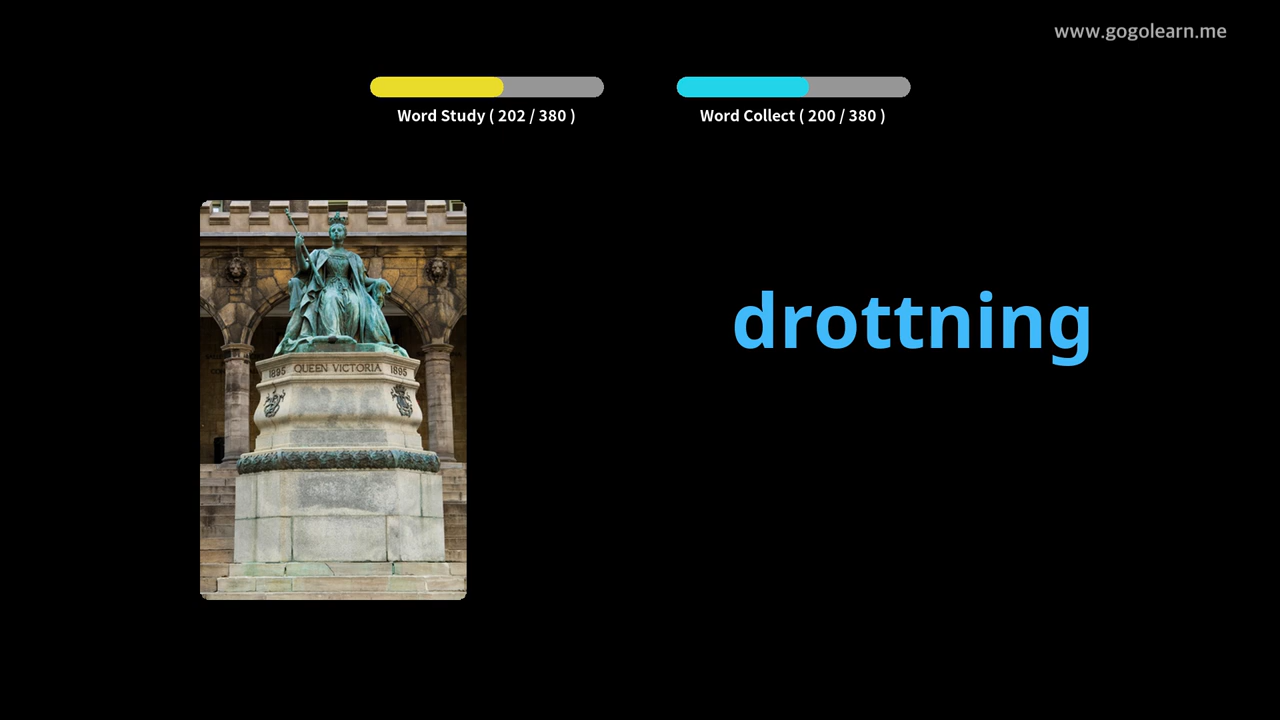 www.gogolearn.me
Word Study ( 202 / 380 )
Word Collect ( 200 / 380 )
drottning
1895 QUEEN VICTORIA 1895